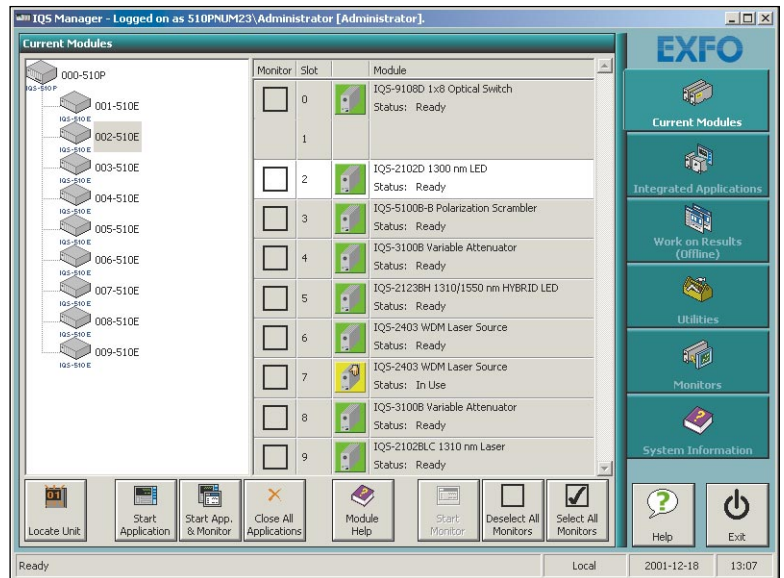 IQS Manager - Logged on as 510PNUM23\Administrator [Administrator].
Current Modules
000-510P
IQS-510P
001-510E
IQS-510E
002-510E
IQS-510E
003-510E
IQS-510E
004-510E
IQS-510E
005-510E
IQS-510E
006-510E
IQS-510E
007-510E
IQS-510E
008-510E
IQS-510E
009-510E
IQS-510E
Monitor Slot Module
0 IQS-9108D 1x8 Optical Switch
Status: Ready
1
2 IQS-2102D 1300 nm LED
Status: Ready
3 IQS-5100B-B Polarization Scrambler
Status: Ready
4 IQS-3100B Variable Attenuator
Status: Ready
5 IQS-2123BH 1310/1550 nm HYBRID LED
Status: Ready
6 IQS-2403 WDM Laser Source
Status: Ready
7 IQS-2403 WDM Laser Source
Status: In Use
8 IQS-3100B Variable Attenuator
Status: Ready
9 IQS-2102BLC 1310 nm Laser
Status: Ready
EXFO
Current Modules
Integrated Applications
Work on Results
(Offline)
Utilities
Monitors
System Information
01
Locate Unit
Start
Application
Start App.
& Monitor
Close All
Applications
Module
Help
Start
Monitor
Deselect All
Monitors
Select All
Monitors
Help
Exit
Ready
Local
2001-12-18
13:07